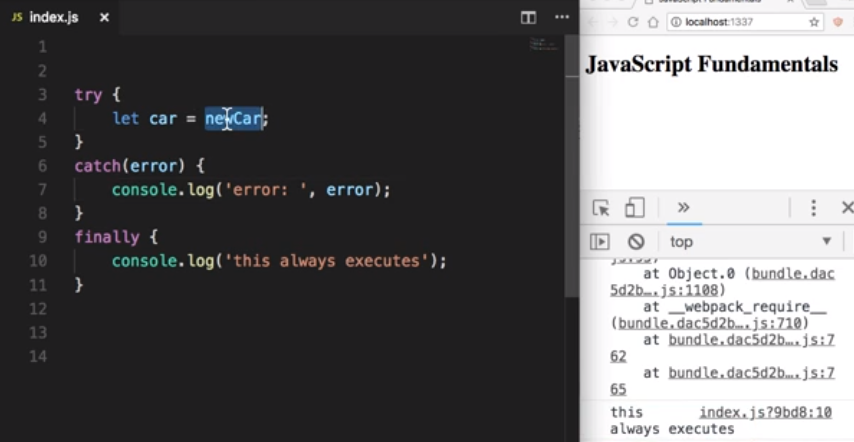 JS index.js ×
JavaScript Fundamentals
localhost:1337
1
2
3 try {
4 let car = newCar;
5 }
6 catch(error) {
7 console.log('error: ', error);
8 }
9 finally {
10 console.log('this always executes');
11 }
12
13
14
JavaScript Fundamentals
top
at Object.0 (bundle.dac
5d2b….js:1108)
at __webpack_require__
(bundle.dac5d2b….js:710)
at bundle.dac5d2b….js:7
62
at bundle.dac5d2b….js:7
65
this index.js?9bd8:10
always executes